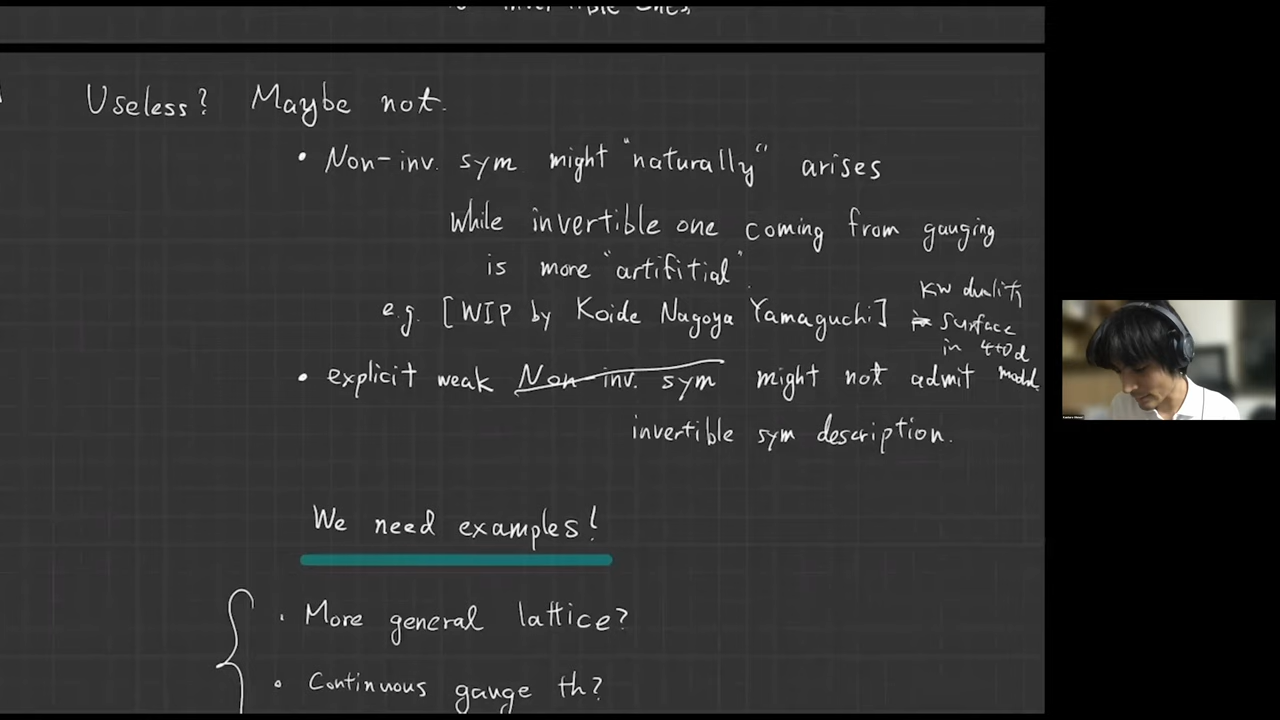 invertible ones.
Useless? Maybe not.
• Non-inv. sym might "naturally" arises
while invertible one coming from gauging
is more "artifitial".
e.g. [WIP by Koide Nagoya Yamaguchi]
KW duality
surface
in 4+0d
model
• explicit weak Non-inv. sym might not admit
invertible sym description.
We need examples!
• More general lattice?
• Continuous gauge th?